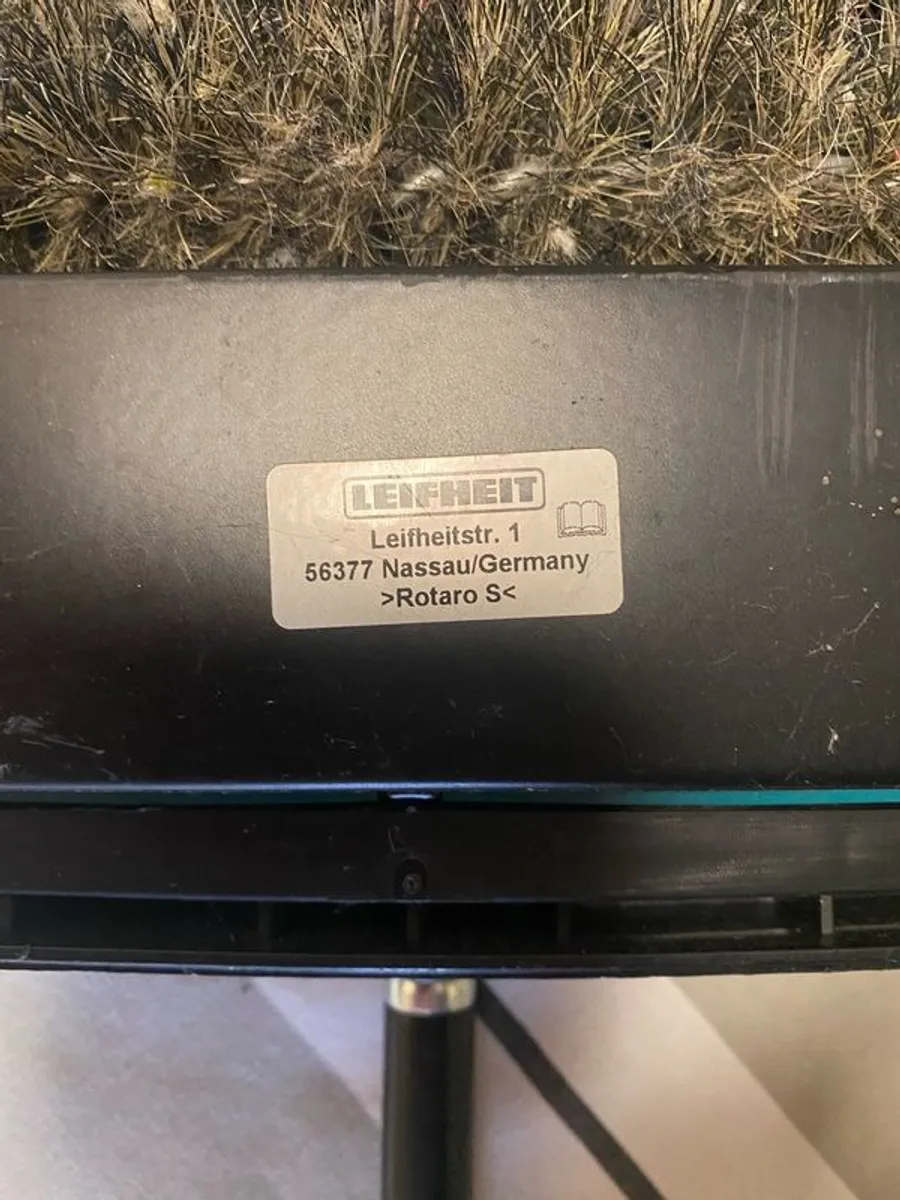 LEIFHEIT
Leifheitstr. 1
56377 Nassau/Germany
>Rotaro S<